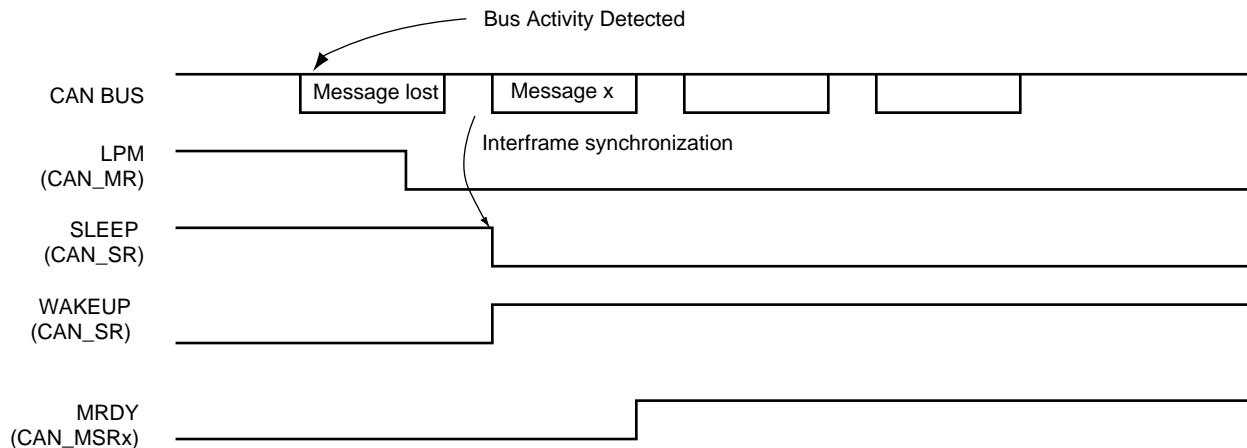 Bus Activity Detected
CAN BUS
Message lost
Message x
Interframe synchronization
LPM
(CAN_MR)
SLEEP
(CAN_SR)
WAKEUP
(CAN_SR)
MRDY
(CAN_MSRx)